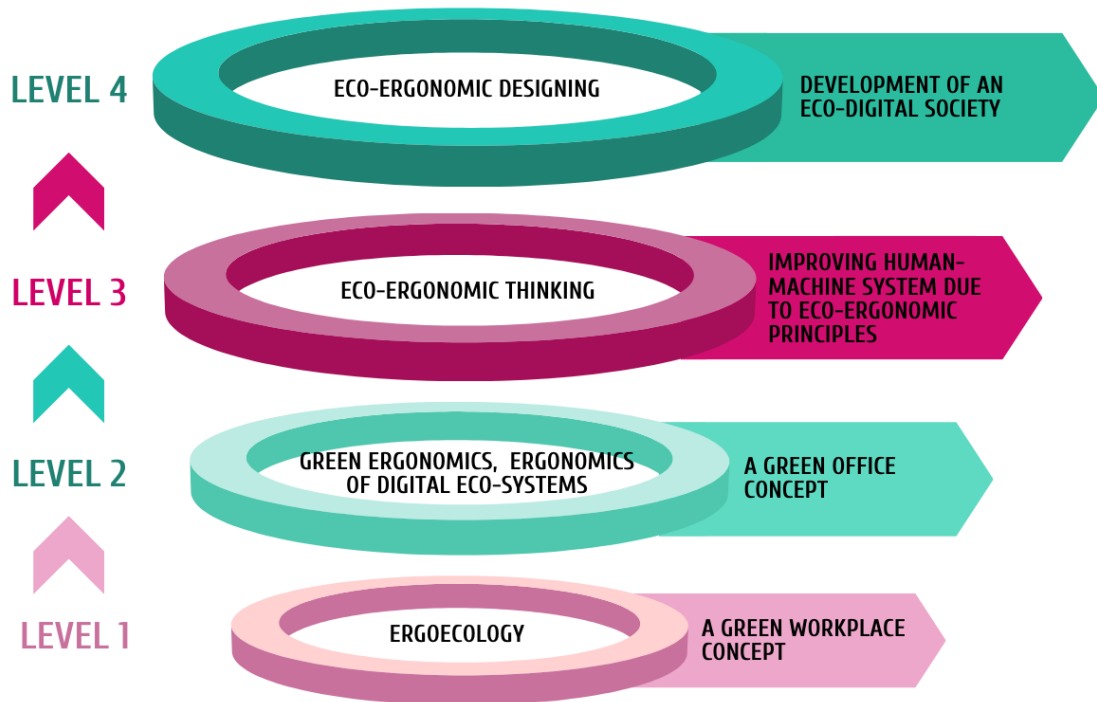 LEVEL 4
ECO-ERGONOMIC DESIGNING
DEVELOPMENT OF AN
ECO-DIGITAL SOCIETY
LEVEL 3
ECO-ERGONOMIC THINKING
IMPROVING HUMAN-
MACHINE SYSTEM DUE
TO ECO-ERGONOMIC
PRINCIPLES
LEVEL 2
GREEN ERGONOMICS, ERGONOMICS
OF DIGITAL ECO-SYSTEMS
A GREEN OFFICE
CONCEPT
LEVEL 1
ERGOECOLOGY
A GREEN WORKPLACE
CONCEPT